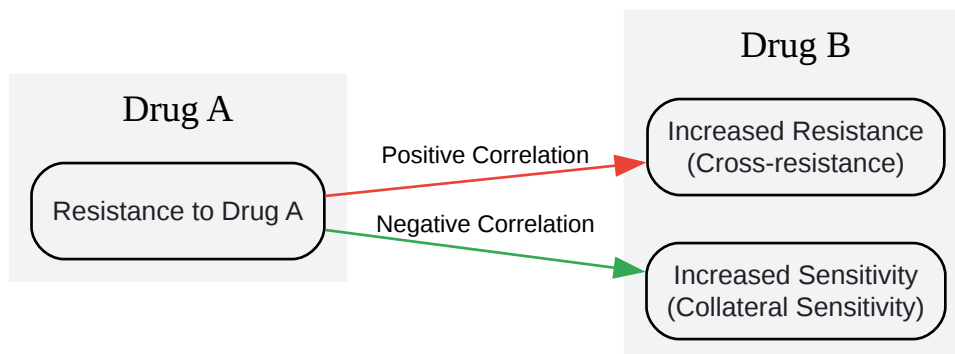 Drug A
Resistance to Drug A
Positive Correlation
Negative Correlation
Drug B
Increased Resistance
(Cross-resistance)
Increased Sensitivity
(Collateral Sensitivity)